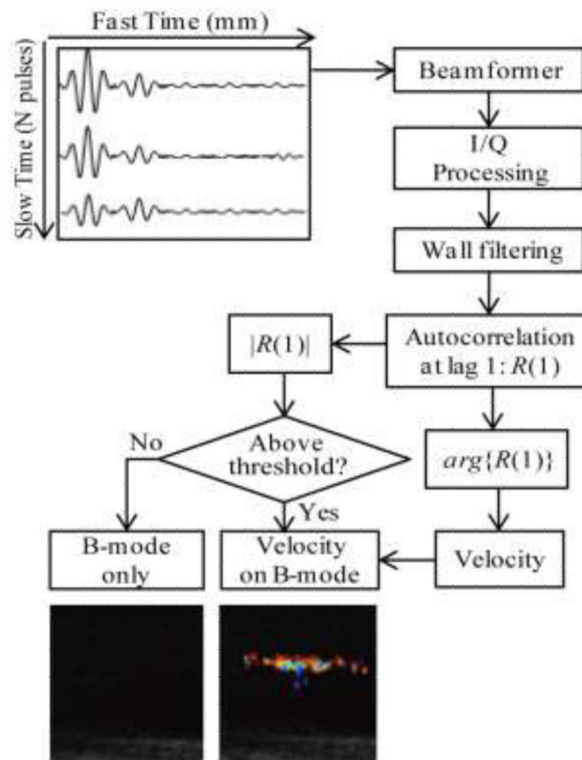 Fast Time (mm)
Slow Time (N pulses)
Beamformer
I/Q
Processing
Wall filtering
Autocorrelation
at lag 1: R(1)
|R(1)|
Above
threshold?
No
Yes
arg{R(1)}
B-mode
only
Velocity
on B-mode
Velocity